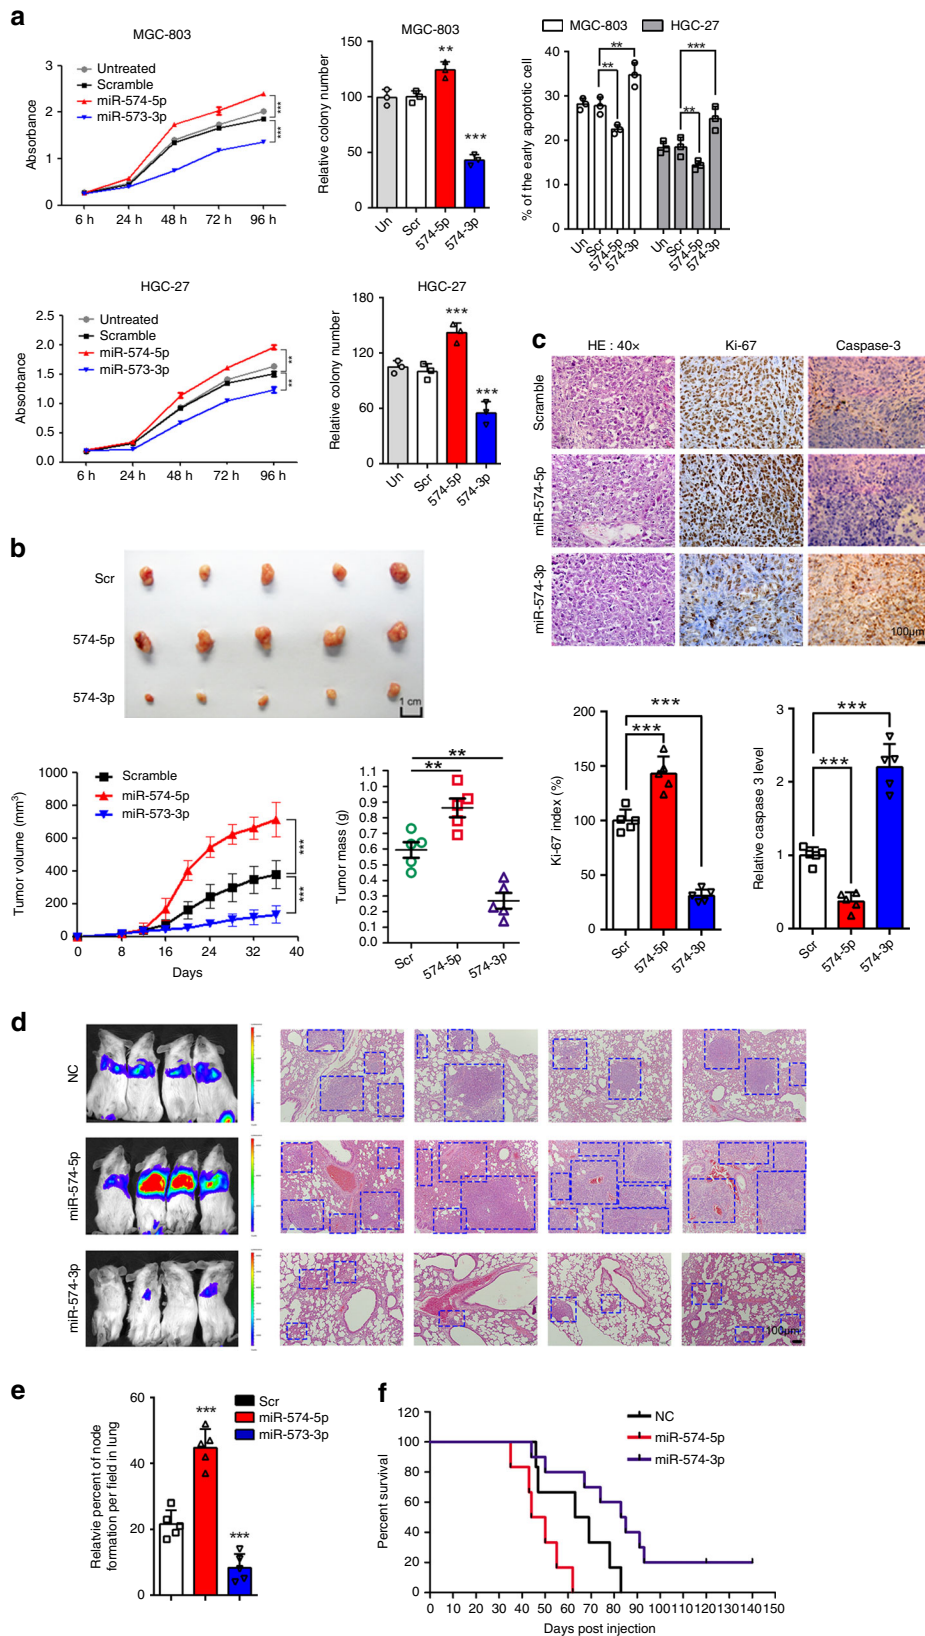 a
MGC-803
Absorbance
3
2
1
0
6 h 24 h 48 h 72 h 96 h
Untreated
Scramble
miR-574-5p
miR-573-3p
***
***
MGC-803
Relative colony number
150
100
50
0
**
***
Un Scr 574-5p 574-3p
MGC-803 HGC-27
% of the early apoptotic cell
40
30
20
10
0
**
**
***
**
Un Scr 574-5p 574-3p Un Scr 574-5p 574-3p
HGC-27
Absorbance
2.5
2.0
1.5
1.0
0.5
0.0
6 h 24 h 48 h 72 h 96 h
Untreated
Scramble
miR-574-5p
miR-573-3p
**
**
HGC-27
Relative colony number
180
120
60
0
***
***
Un Scr 574-5p 574-3p
c
HE : 40× Ki-67 Caspase-3
Scramble
miR-574-5p
miR-574-3p
100μm
b
Scr
574-5p
574-3p
1 cm
Tumor volume (mm3)
1000
800
600
400
200
0
0 8 16 24 32 40
Days
Scramble
miR-574-5p
miR-573-3p
***
***
Tumor mass (g)
1.1
1.0
0.9
0.8
0.7
0.6
0.5
0.4
0.3
0.2
0.1
0.0
**
**
Scr 574-5p 574-3p
Ki-67 index (%)
200
150
100
50
0
***
***
Scr 574-5p 574-3p
Relative caspase 3 level
3
2
1
0
***
***
Scr 574-5p 574-3p
d
NC
miR-574-5p
miR-574-3p
100μm
e
Relatvie percent of node
formation per field in lung
60
40
20
0
***
***
Scr
miR-574-5p
miR-573-3p
f
Percent survival
120
100
80
60
40
20
0
0 10 20 30 40 50 60 70 80 90 100 110 120 130 140 150
Days post injection
NC
miR-574-5p
miR-574-3p